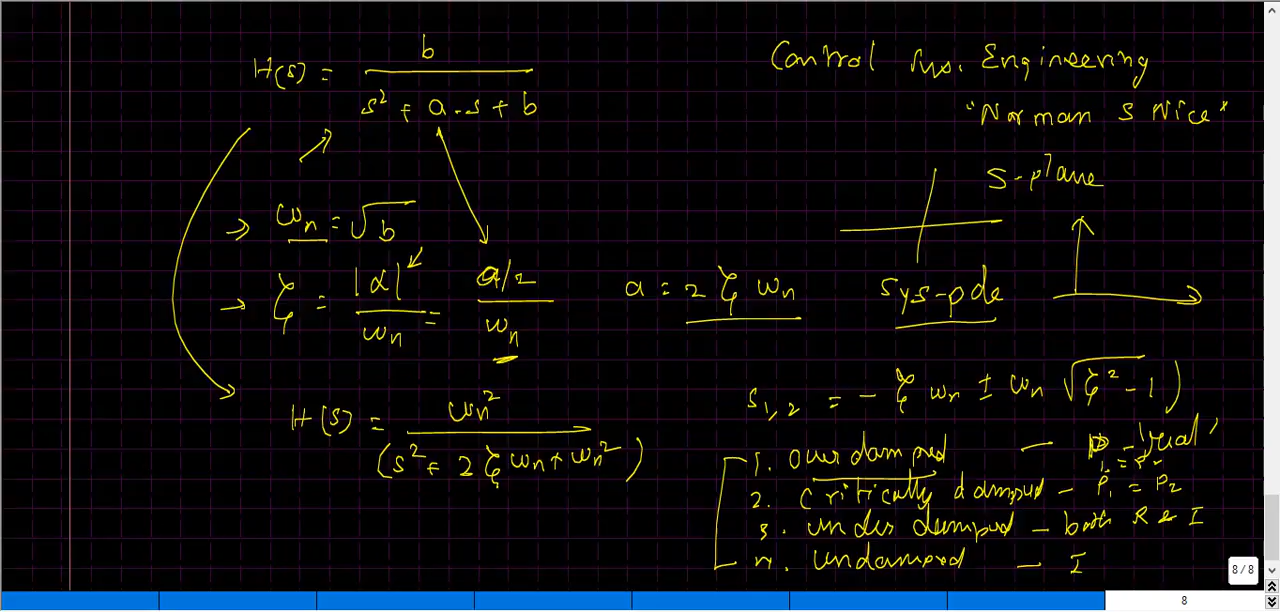 H(s) = b / s² + a·s + b
ωn = √b
ζ = |α| / ωn = a/2 / ωn
a = 2 ζ ωn
H(s) = ωn² / (s² + 2 ζ ωn + ωn²)
Control Sys. Engineering
"Norman S Nice"
s-plane
sys-pole
s1,2 = - ζ ωn ± ωn √ζ² - 1)
1. overdamped — real
2. critically damped - P1 = P2
3. under damped - both R & I
4. undamped - I
8/8
8